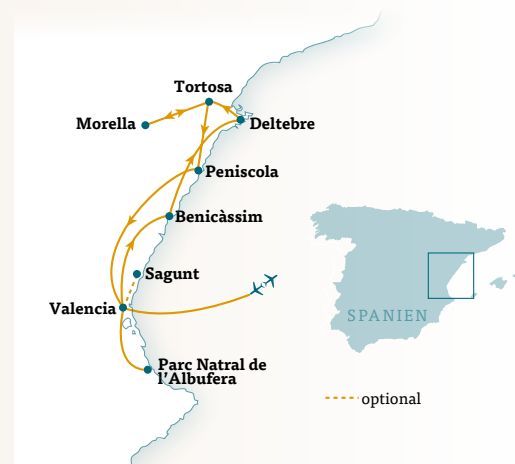 Tortosa
Morella
Deltebre
Peniscola
Benicàssim
Sagunt
Valencia
SPANIEN
Parc Natral de
l'Albufera
optional